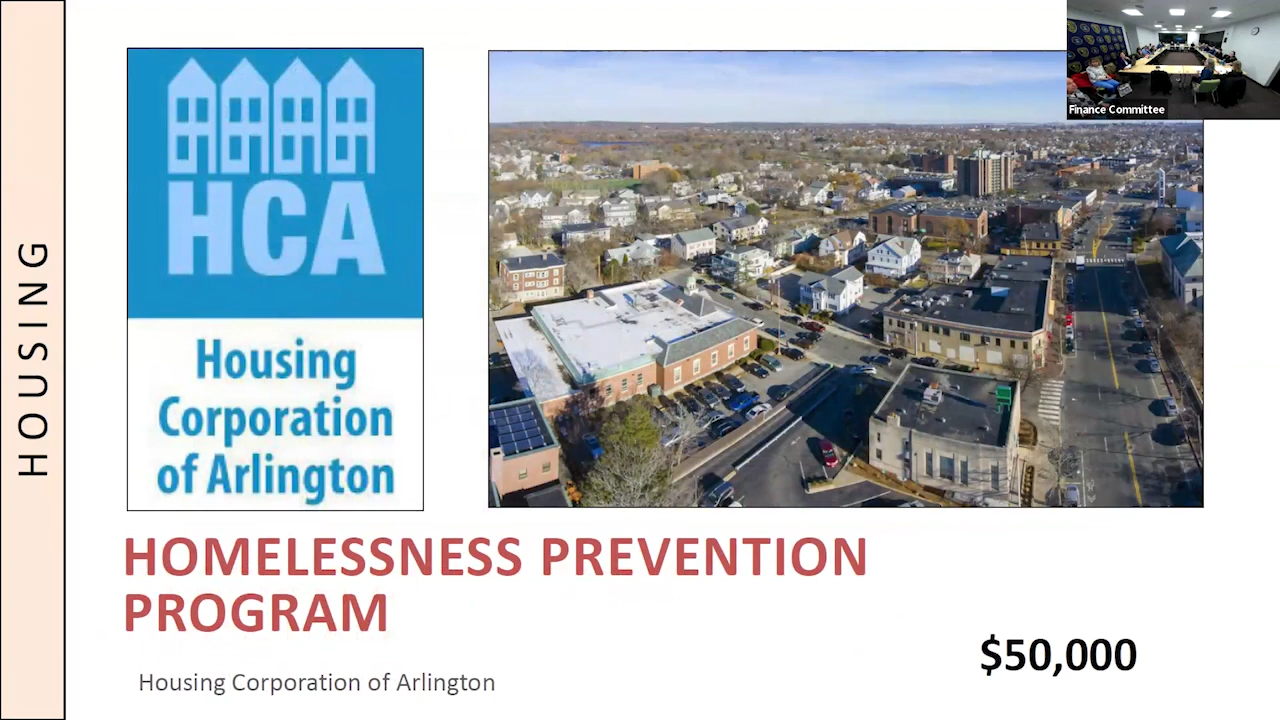 HOUSING
HCA
Housing
Corporation
of Arlington
Finance Committee
HOMELESSNESS PREVENTION
PROGRAM
$50,000
Housing Corporation of Arlington